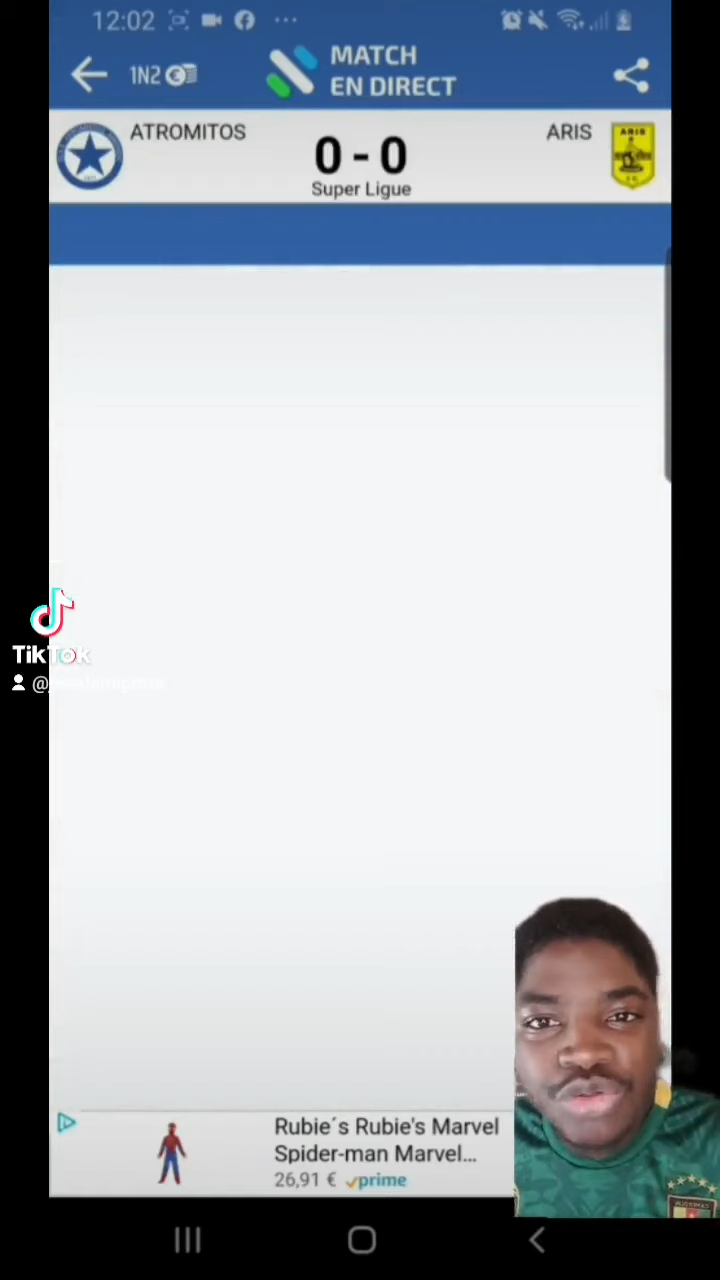 12:02
1N2
MATCH
EN DIRECT
ATROMITOS
0 - 0
ARIS
Super Ligue
ARIS
TikTok
Rubie´s Rubie's Marvel
Spider-man Marvel...
26,91 € prime